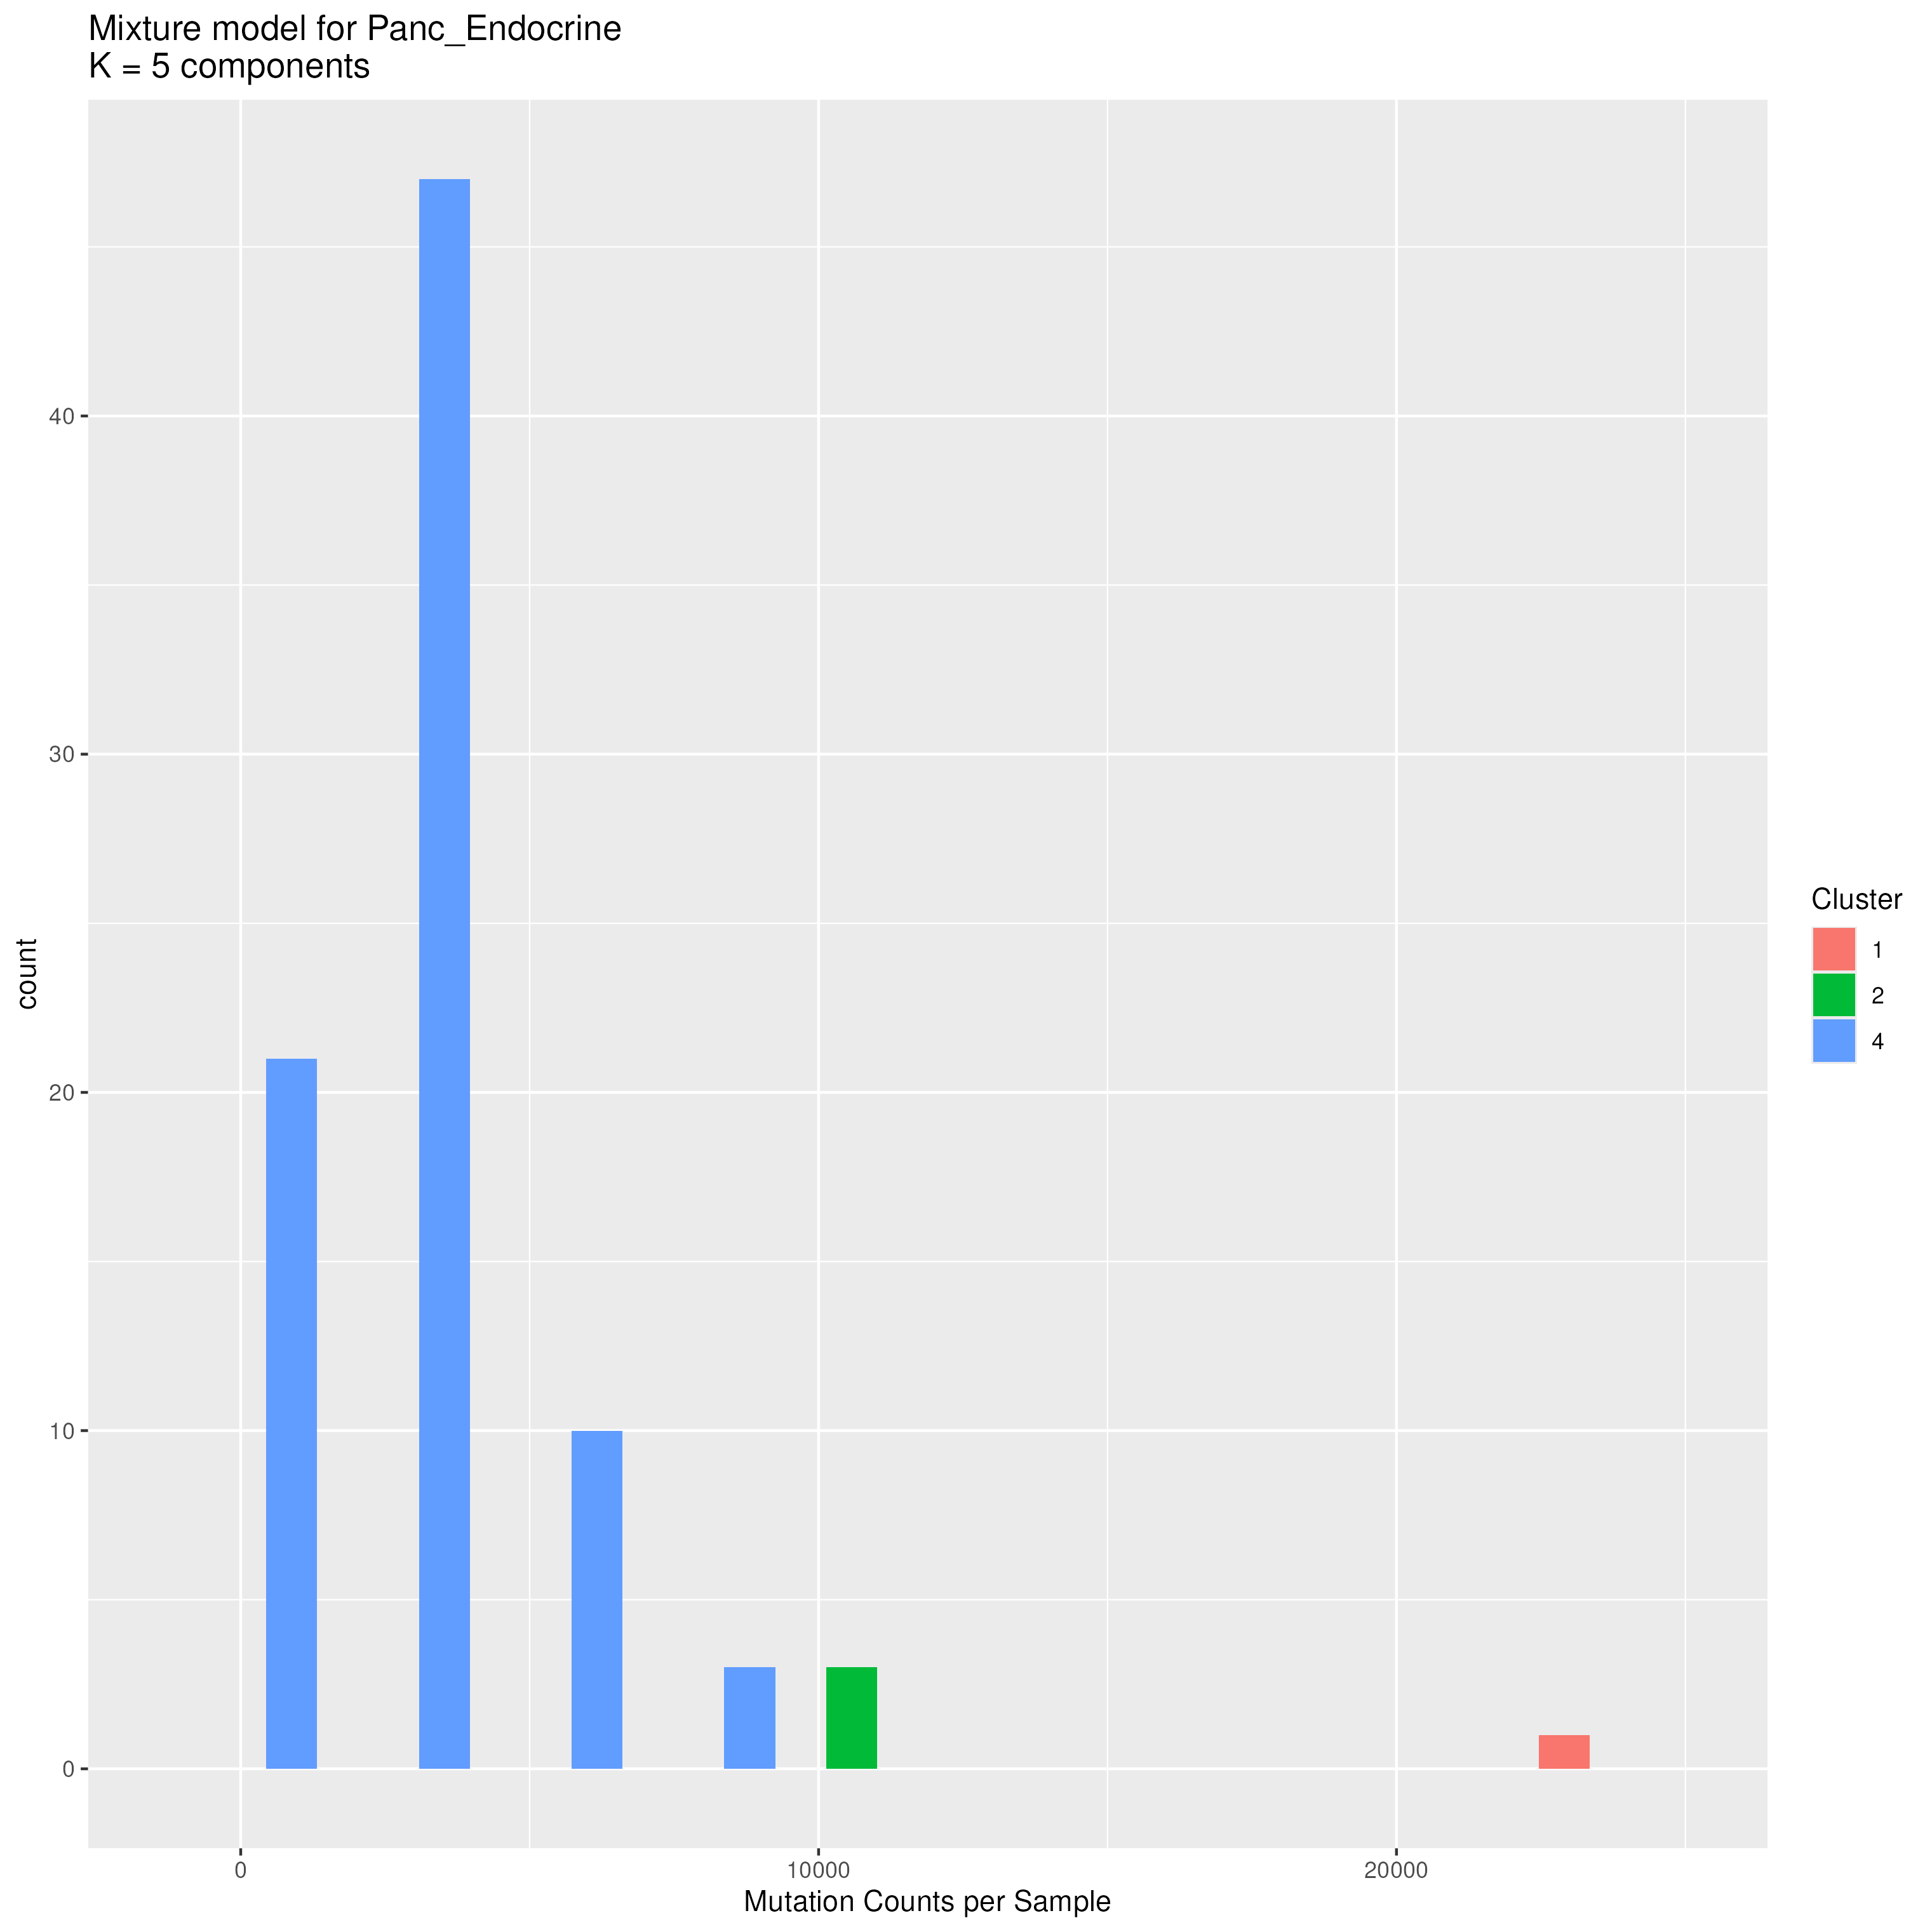 Mixture model for Panc_Endocrine
K = 5 components
40
30
20
10
0
count
0
10000
20000
Mutation Counts per Sample
Cluster
1
2
4